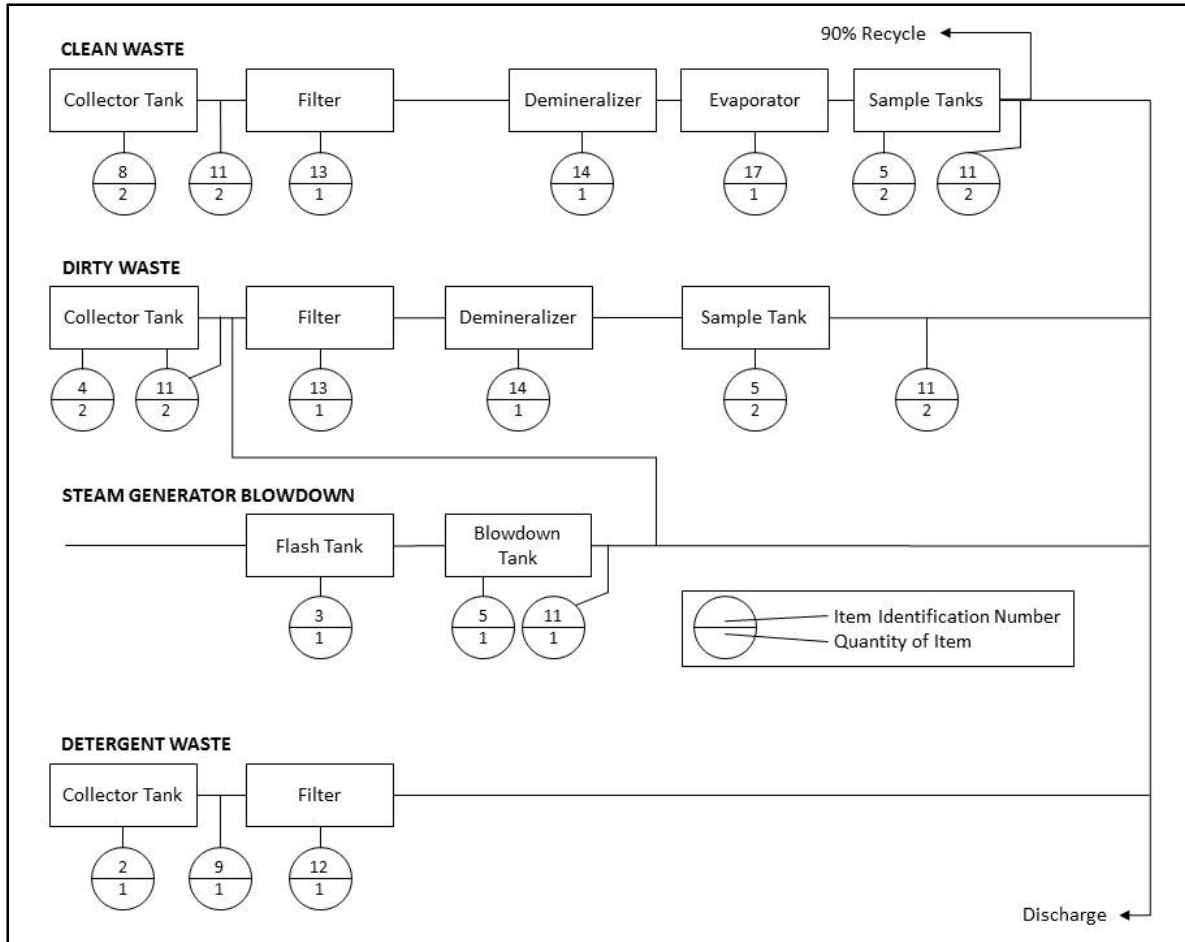 90% Recycle
CLEAN WASTE
Collector Tank
Filter
Demineralizer
Evaporator
Sample Tanks
8
2
11
2
13
1
14
1
17
1
5
2
11
2
DIRTY WASTE
Collector Tank
Filter
Demineralizer
Sample Tank
4
2
11
2
13
1
14
1
5
2
11
2
STEAM GENERATOR BLOWDOWN
Flash Tank
Blowdown
Tank
3
1
5
1
11
1
Item Identification Number
Quantity of Item
DETERGENT WASTE
Collector Tank
Filter
2
1
9
1
12
1
Discharge